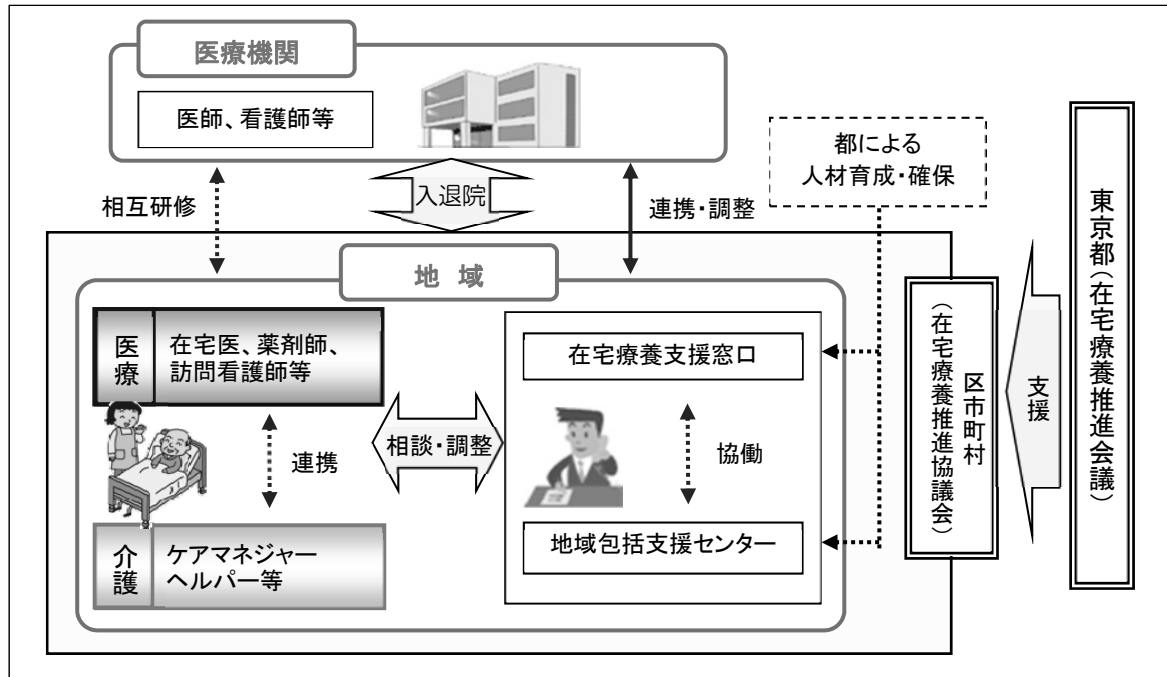 医療機関
医師、看護師等
都による
人材育成・確保
相互研修
入退院
連携・調整
地 域
医療
在宅医、薬剤師、
訪問看護師等
在宅療養支援窓口
連携
相談・調整
協働
介護
ケアマネジャー
ヘルパー等
地域包括支援センター
区市町村
（在宅療養推進協議会）
支援
東京都（在宅療養推進会議）